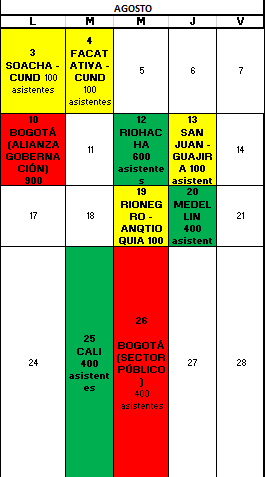 AGOSTO
L M M J V
3
SOACHA -
CUND 100
asistentes
4
FACAT
ATIVA -
CUND
100
asistentes
5
6
7
10
BOGOTÁ
(ALIANZA
GOBERNA
CIÓN)
900
11
12
RIOHAC
HA
600
asistente
s
13
SAN
JUAN -
GUAJIR
A 100
asistent
14
17
18
19
RIONEG
RO -
ANQTIO
QUIA 100
20
MEDEL
LIN
400
asistent
21
24
25
CALI
400
asistent
es
26
BOGOTÁ
(SECTOR
PÚBLICO
)
400
asistentes
27
28